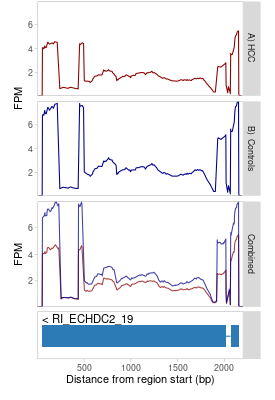 A) HCC
6
4
2
FPM
B) Controls
6
4
2
FPM
Combined
6
4
2
FPM
< RI_ECHDC2_19
500 1000 1500 2000
Distance from region start (bp)